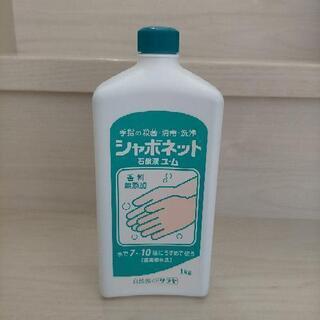 手指の殺菌・消毒・洗浄
シャボネット
石鹸液ユ・ム
香料
無添加
水で7〜10倍にうすめて使う
1kg
サラヤ